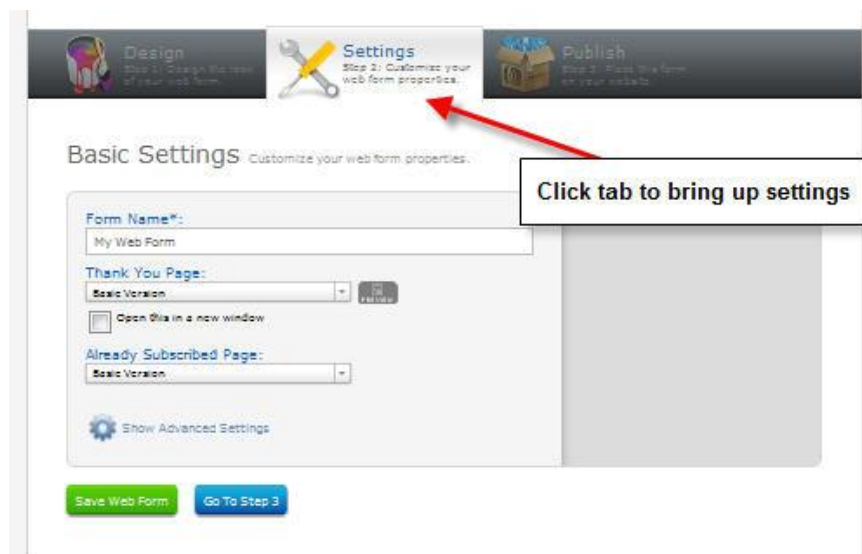 Design
Step 1: Design the look
of your web form.
Settings
Step 2: Customize your
web form properties.
Publish
Step 3: Place the form
on your website
Basic Settings Customize your web form properties.
Click tab to bring up settings
Form Name*:
My Web Form
Thank You Page:
Basic Version
PREVIEW
Open this in a new window
Already Subscribed Page:
Basic Version
Show Advanced Settings
Save Web Form
Go To Step 3